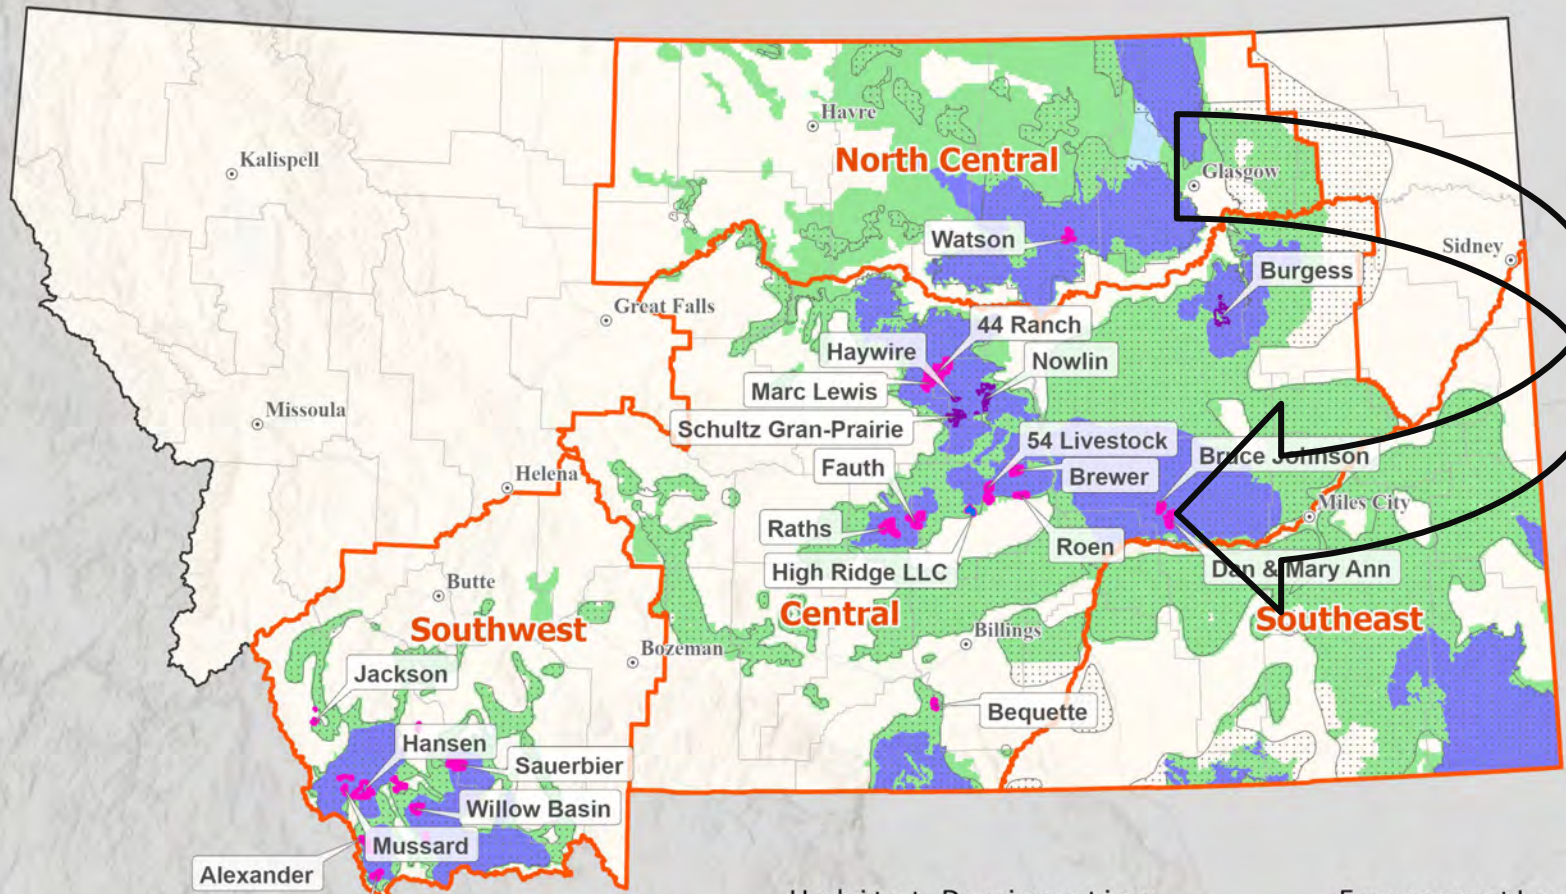 Havre
North Central
Kalispell
Glasgow
Watson
Sidney
Burgess
Great Falls
44 Ranch
Haywire
Nowlin
Marc Lewis
Missoula
Schultz Gran-Prairie
54 Livestock
Bruce Johnson
Fauth
Brewer
Helena
Miles City
Raths
Roen
High Ridge LLC
Dan & Mary Ann
Butte
Central
Southeast
Southwest
Billings
Bozeman
Jackson
Bequette
Hansen
Sauerbier
Willow Basin
Mussard
Alexander